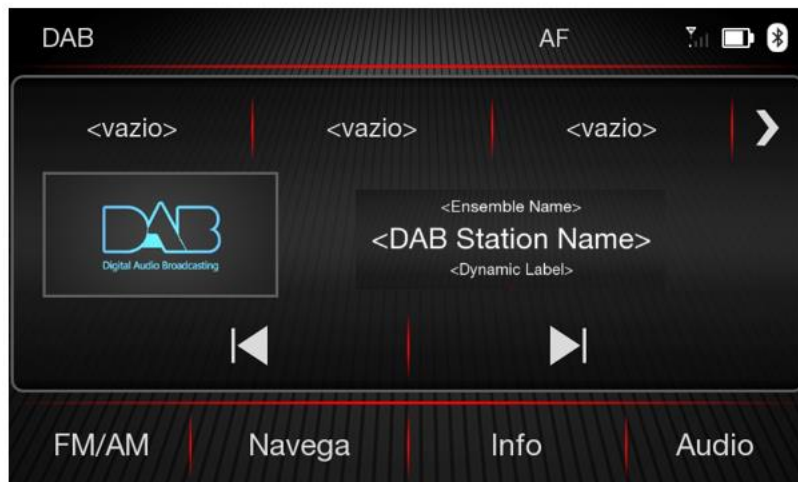 DAB AF
<vazio> <vazio> <vazio>
<Ensemble Name>
DAB
<DAB Station Name>
Digital Audio Broadcasting
<Dynamic Label>
FM/AM Navega Info Audio